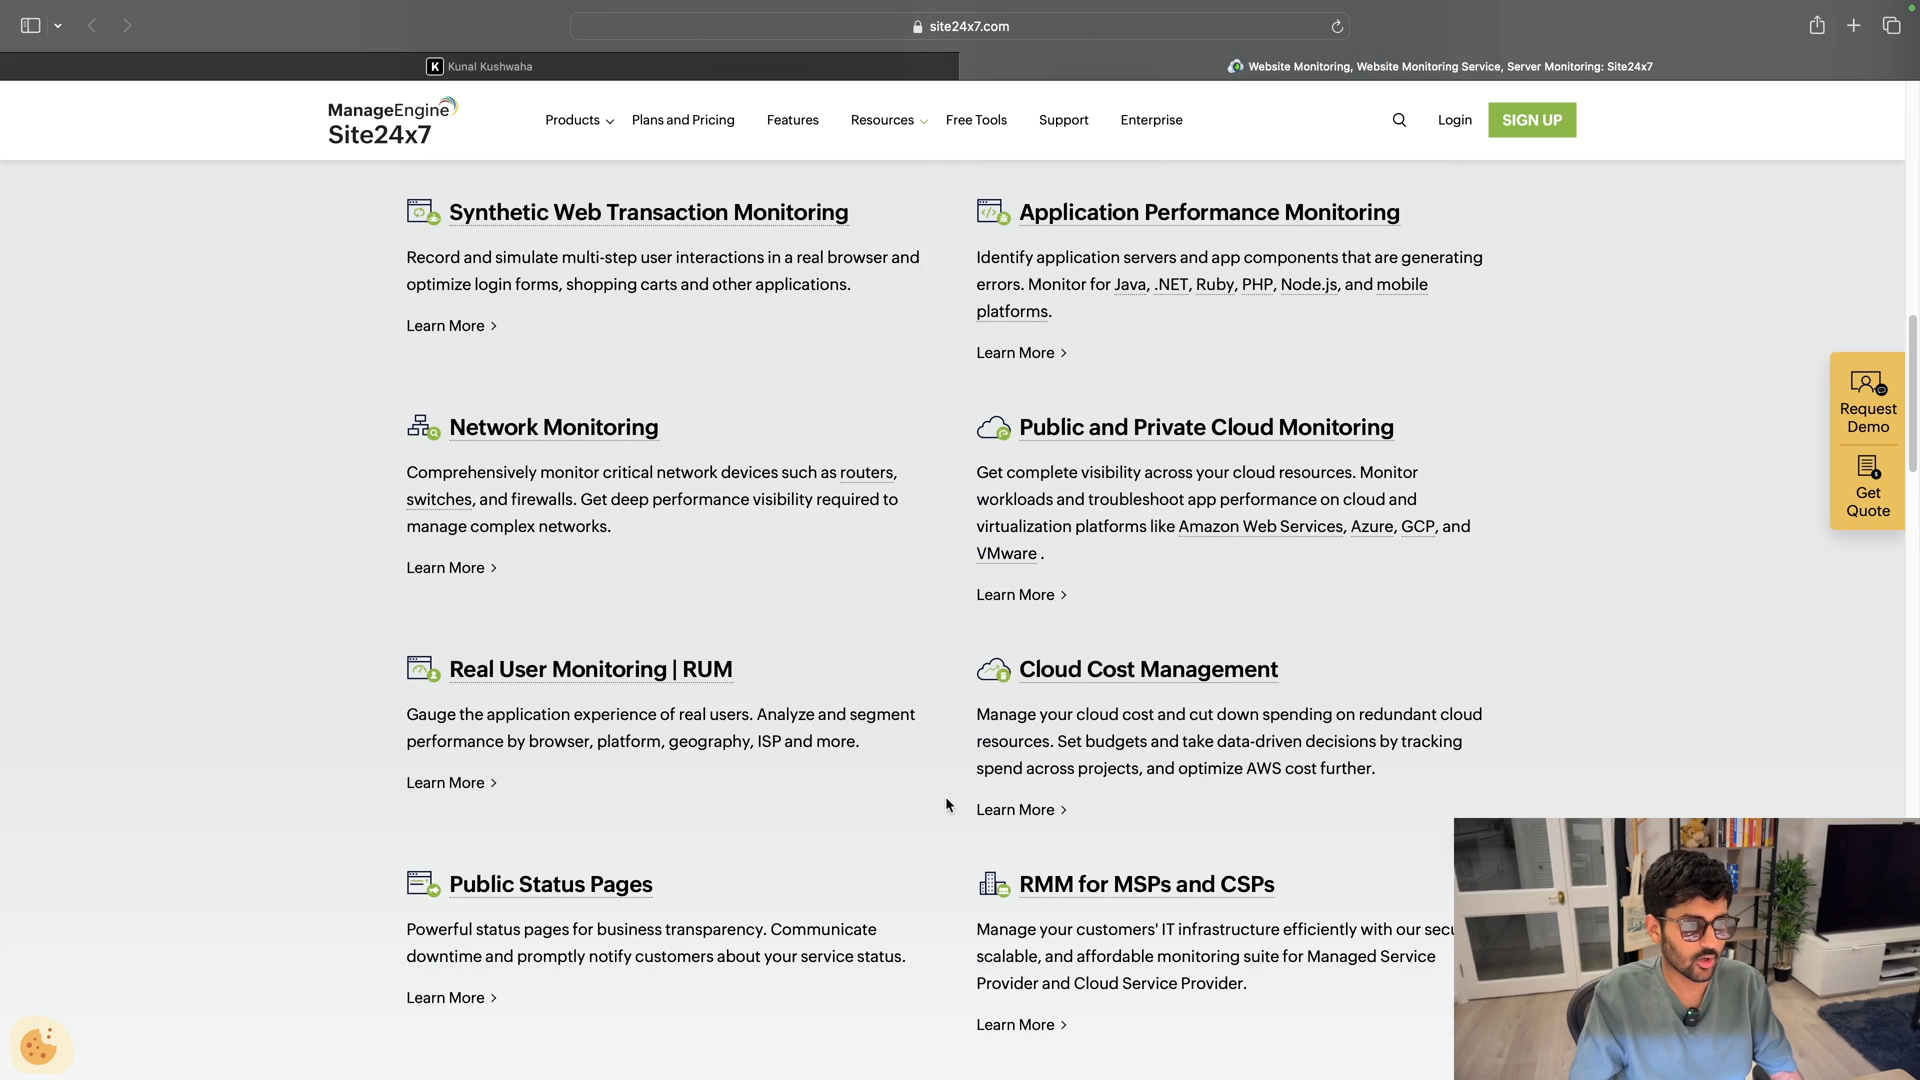 site24x7.com
K Kunal Kushwaha
Website Monitoring, Website Monitoring Service, Server Monitoring: Site24x7
ManageEngine
Site24x7
Products
Plans and Pricing
Features
Resources
Free Tools
Support
Enterprise
Login
SIGN UP
Synthetic Web Transaction Monitoring
Record and simulate multi-step user interactions in a real browser and
optimize login forms, shopping carts and other applications.
Learn More >
Application Performance Monitoring
Identify application servers and app components that are generating
errors. Monitor for Java, .NET, Ruby, PHP, Node.js, and mobile
platforms.
Learn More >
Network Monitoring
Comprehensively monitor critical network devices such as routers,
switches, and firewalls. Get deep performance visibility required to
manage complex networks.
Learn More >
Public and Private Cloud Monitoring
Get complete visibility across your cloud resources. Monitor
workloads and troubleshoot app performance on cloud and
virtualization platforms like Amazon Web Services, Azure, GCP, and
VMware .
Learn More >
Request
Demo
Get
Quote
Real User Monitoring | RUM
Gauge the application experience of real users. Analyze and segment
performance by browser, platform, geography, ISP and more.
Learn More >
Cloud Cost Management
Manage your cloud cost and cut down spending on redundant cloud
resources. Set budgets and take data-driven decisions by tracking
spend across projects, and optimize AWS cost further.
Learn More >
Public Status Pages
Powerful status pages for business transparency. Communicate
downtime and promptly notify customers about your service status.
Learn More >
RMM for MSPs and CSPs
Manage your customers' IT infrastructure efficiently with our secu
scalable, and affordable monitoring suite for Managed Service
Provider and Cloud Service Provider.
Learn More >